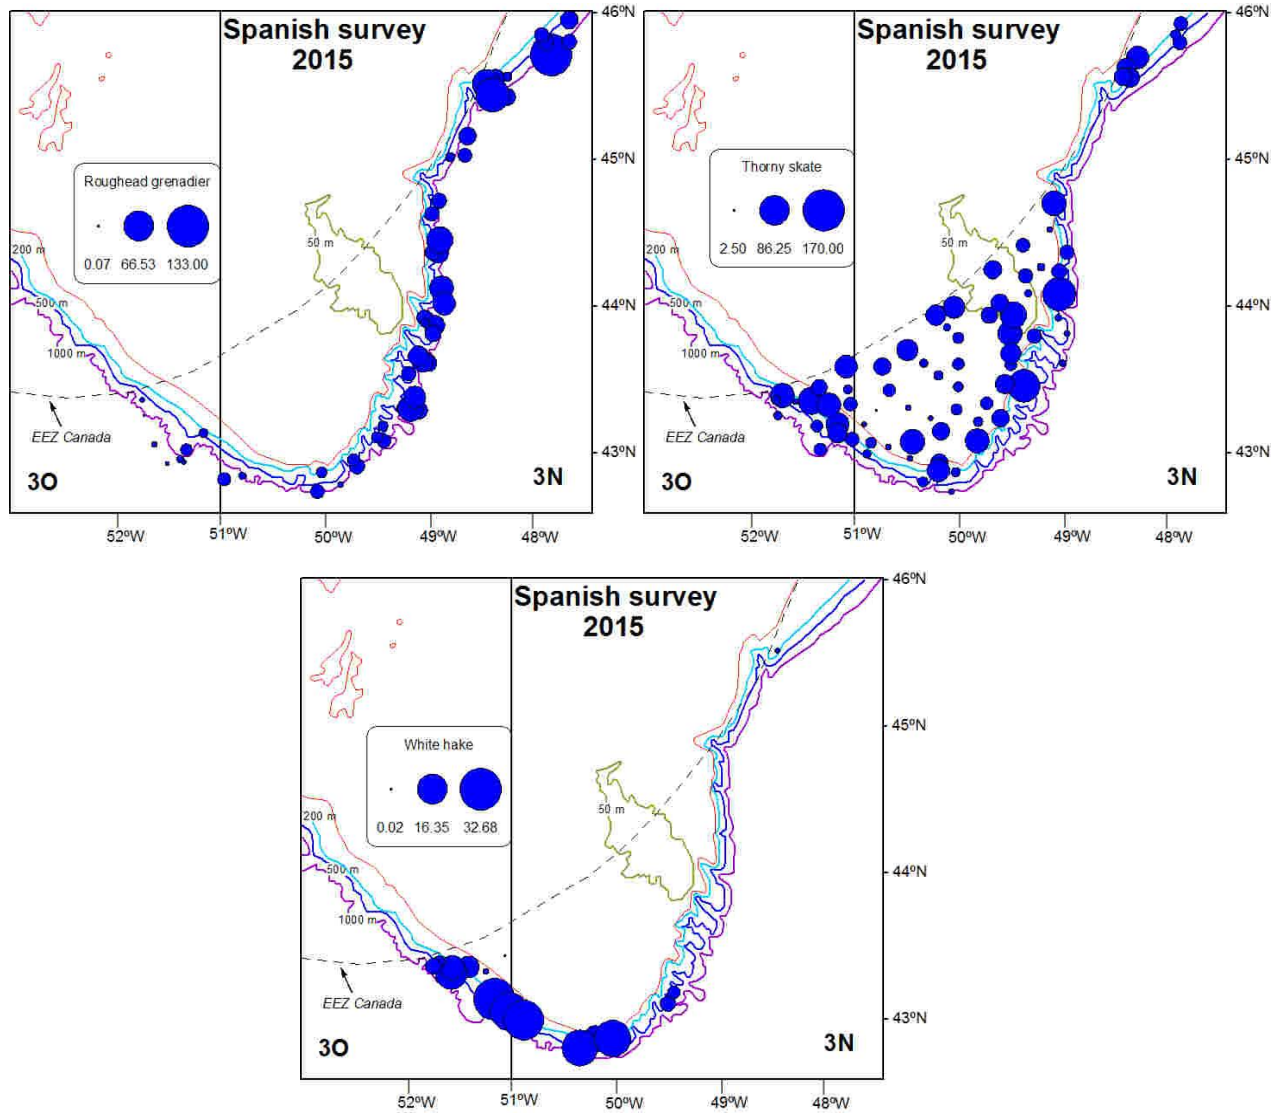 Spanish survey
2015
46ºN
45ºN
44ºN
43ºN
Roughead grenadier
0.07 66.53 133.00
50 m
200 m
500 m
1000 m
EEZ Canada
3O
3N
52ºW 51ºW 50ºW 49ºW 48ºW
Spanish survey
2015
46ºN
45ºN
44ºN
43ºN
Thorny skate
2.50 86.25 170.00
50 m
200 m
500 m
1000 m
EEZ Canada
3O
3N
52ºW 51ºW 50ºW 49ºW 48ºW
Spanish survey
2015
46ºN
45ºN
44ºN
43ºN
White hake
0.02 16.35 32.68
50 m
200 m
500 m
1000 m
EEZ Canada
3O
3N
52ºW 51ºW 50ºW 49ºW 48ºW